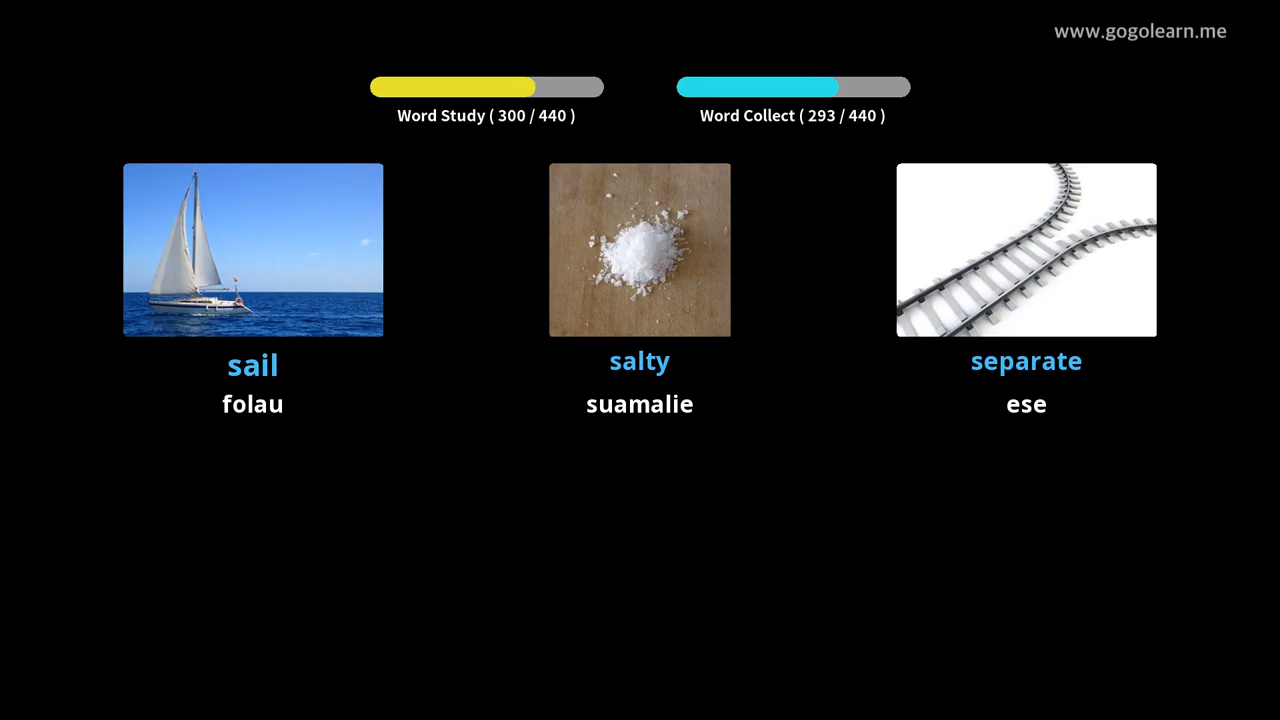 www.gogolearn.me
Word Study ( 300 / 440 )
Word Collect ( 293 / 440 )
sail
salty
separate
folau
suamalie
ese